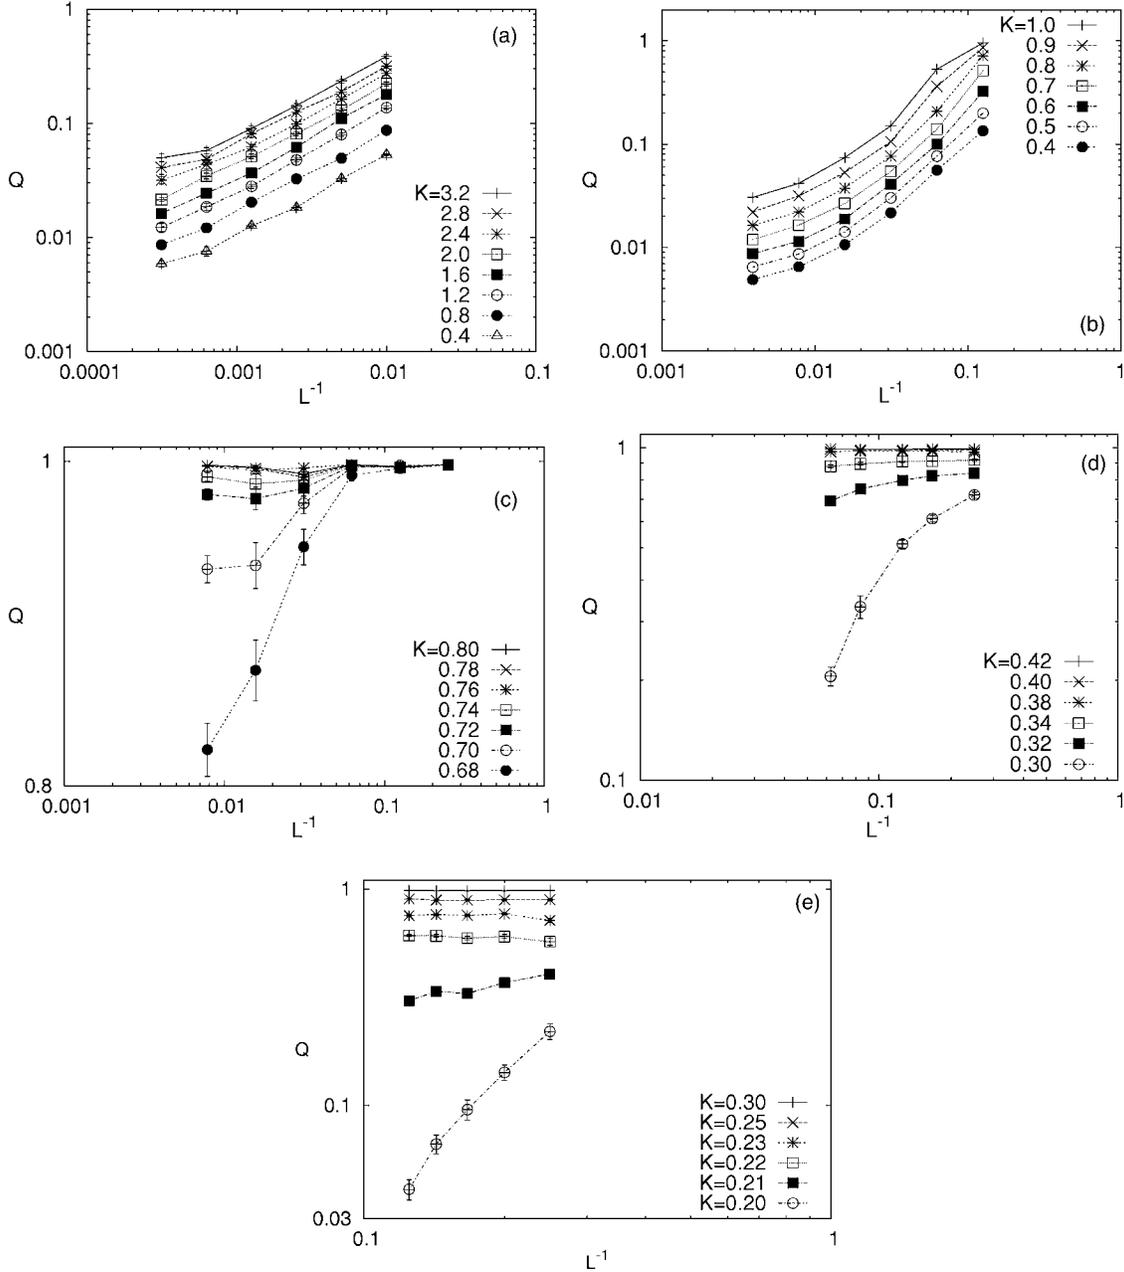 (a)
1
0.1
0.01
0.001
Q
K=3.2
2.8
2.4
2.0
1.6
1.2
0.8
0.4
0.0001
0.001
0.01
0.1
L-1
(b)
1
0.1
0.01
0.001
Q
K=1.0
0.9
0.8
0.7
0.6
0.5
0.4
0.001
0.01
0.1
1
L-1
(c)
1
0.8
Q
K=0.80
0.78
0.76
0.74
0.72
0.70
0.68
0.001
0.01
0.1
1
L-1
(d)
1
0.1
Q
K=0.42
0.40
0.38
0.34
0.32
0.30
0.01
0.1
1
L-1
(e)
1
0.1
0.03
Q
K=0.30
K=0.25
K=0.23
K=0.22
K=0.21
K=0.20
0.1
1
L-1